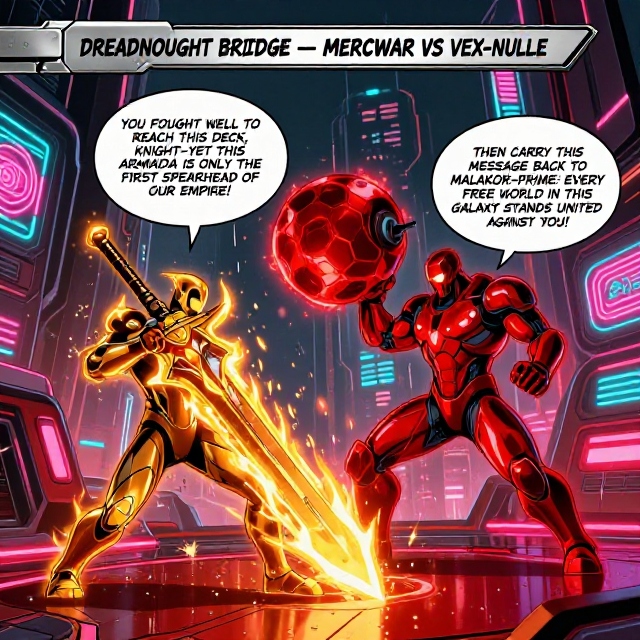 DREADNOUGHT BRIDGE — MERCWAR VS VEX-NULLE
YOU FOUGHT WELL TO
REACH THIS DECK,
KNIGHT-YET THIS
ARMADA IS ONLY THE
FIRST SPEARHEAD OF
OUR EMPIRE!
THEN CARRY THIS
MESSAGE BACK TO
MALAKOR-PRIME: EVERY
FREE WORLD IN THIS
GALAXY STANDS UNITED
AGAINST YOU!